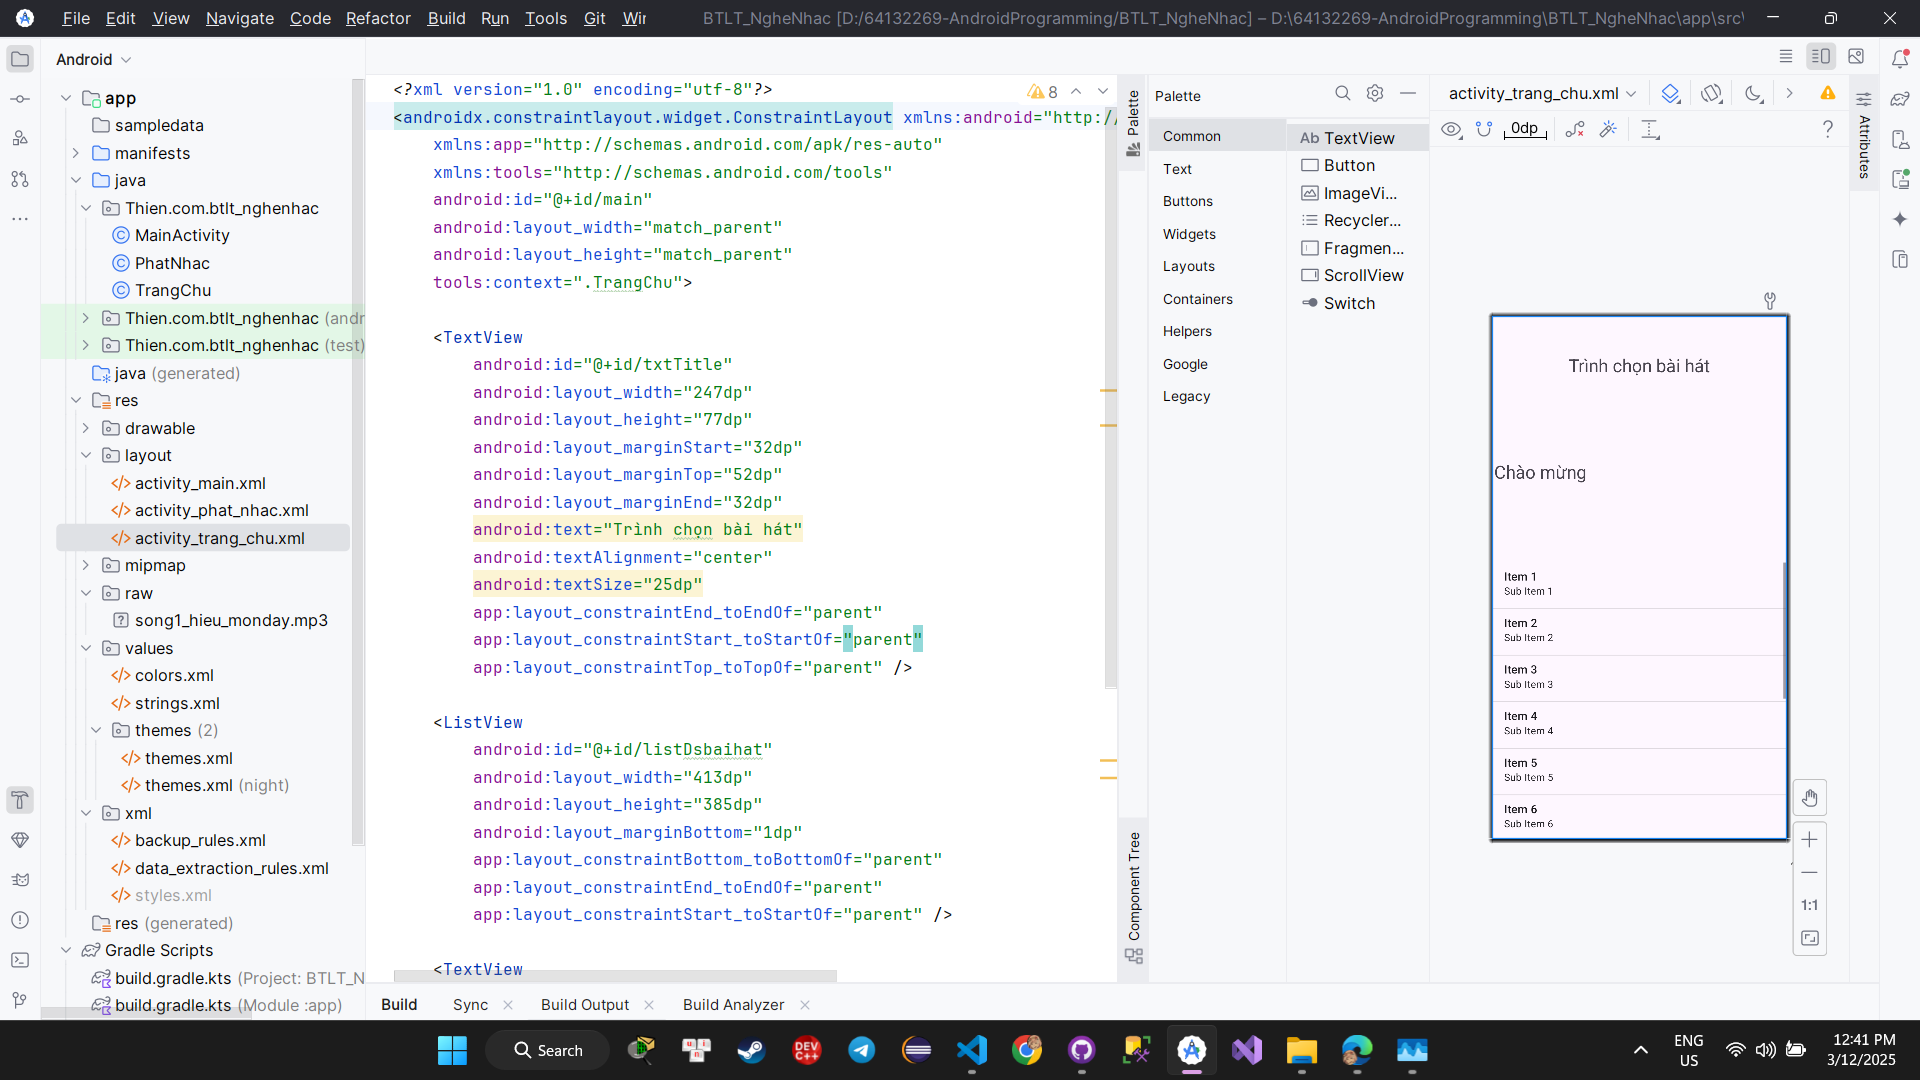 File Edit View Navigate Code Refactor Build Run Tools Git Wir
BTLT_NgheNhac [D:/64132269-AndroidProgramming/BTLT_NgheNhac] – D:\64132269-AndroidProgramming\BTLT_NgheNhac\app\src\
Android
app
sampledata
manifests
java
Thien.com.btlt_nghenhac
MainActivity
PhatNhac
TrangChu
Thien.com.btlt_nghenhac (andr
Thien.com.btlt_nghenhac (test)
java (generated)
res
drawable
layout
activity_main.xml
activity_phat_nhac.xml
activity_trang_chu.xml
mipmap
raw
song1_hieu_monday.mp3
values
colors.xml
strings.xml
themes (2)
themes.xml
themes.xml (night)
xml
backup_rules.xml
data_extraction_rules.xml
styles.xml
res (generated)
Gradle Scripts
build.gradle.kts (Project: BTLT_N
build.gradle.kts (Module :app)
8
<?xml version="1.0" encoding="utf-8"?>
<androidx.constraintlayout.widget.ConstraintLayout xmlns:android="http:/
xmlns:app="http://schemas.android.com/apk/res-auto"
xmlns:tools="http://schemas.android.com/tools"
android:id="@+id/main"
android:layout_width="match_parent"
android:layout_height="match_parent"
tools:context=".TrangChu">
<TextView
android:id="@+id/txtTitle"
android:layout_width="247dp"
android:layout_height="77dp"
android:layout_marginStart="32dp"
android:layout_marginTop="52dp"
android:layout_marginEnd="32dp"
android:text="Trình chọn bài hát"
android:textAlignment="center"
android:textSize="25dp"
app:layout_constraintEnd_toEndOf="parent"
app:layout_constraintStart_toStartOf="parent"
app:layout_constraintTop_toTopOf="parent" />
<ListView
android:id="@+id/listDsbaihat"
android:layout_width="413dp"
android:layout_height="385dp"
android:layout_marginBottom="1dp"
app:layout_constraintBottom_toBottomOf="parent"
app:layout_constraintEnd_toEndOf="parent"
app:layout_constraintStart_toStartOf="parent" />
<TextView
Palette
Component Tree
Palette
Common
Text
Buttons
Widgets
Layouts
Containers
Helpers
Google
Legacy
Ab TextView
Button
ImageVi...
Recycler...
Fragmen...
ScrollView
Switch
activity_trang_chu.xml
0dp
?
Attributes
Trình chọn bài hát
Chào mừng
Item 1
Sub Item 1
Item 2
Sub Item 2
Item 3
Sub Item 3
Item 4
Sub Item 4
Item 5
Sub Item 5
Item 6
Sub Item 6
1:1
Build Sync Build Output Build Analyzer
Search
DEV C++
ENG
US
12:41 PM
3/12/2025